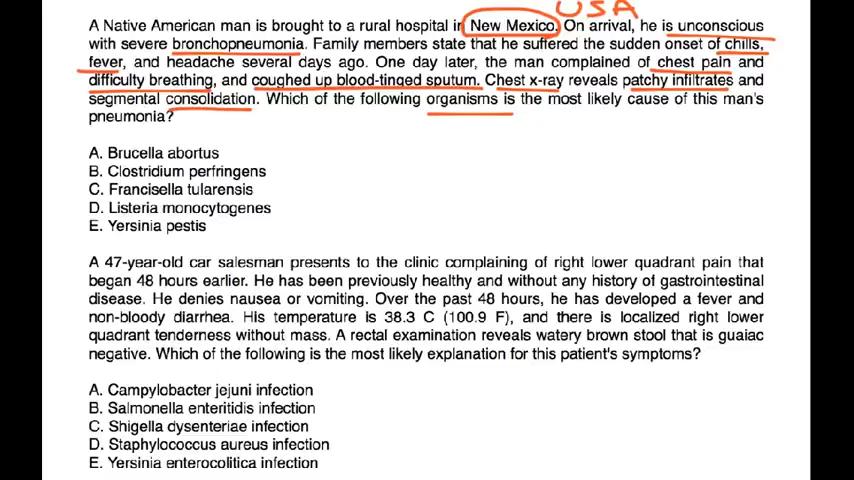 USA
A Native American man is brought to a rural hospital in New Mexico. On arrival, he is unconscious
with severe bronchopneumonia. Family members state that he suffered the sudden onset of chills,
fever, and headache several days ago. One day later, the man complained of chest pain and
difficulty breathing, and coughed up blood-tinged sputum. Chest x-ray reveals patchy infiltrates and
segmental consolidation. Which of the following organisms is the most likely cause of this man's
pneumonia?
A. Brucella abortus
B. Clostridium perfringens
C. Francisella tularensis
D. Listeria monocytogenes
E. Yersinia pestis
A 47-year-old car salesman presents to the clinic complaining of right lower quadrant pain that
began 48 hours earlier. He has been previously healthy and without any history of gastrointestinal
disease. He denies nausea or vomiting. Over the past 48 hours, he has developed a fever and
non-bloody diarrhea. His temperature is 38.3 C (100.9 F), and there is localized right lower
quadrant tenderness without mass. A rectal examination reveals watery brown stool that is guaiac
negative. Which of the following is the most likely explanation for this patient's symptoms?
A. Campylobacter jejuni infection
B. Salmonella enteritidis infection
C. Shigella dysenteriae infection
D. Staphylococcus aureus infection
E. Yersinia enterocolitica infection